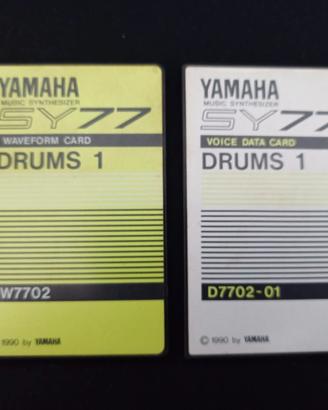 YAMAHA
MUSIC SYNTHESIZER
SY77
WAVEFORM CARD
DRUMS 1
W7702
1990 by YAMAHA
YAMAHA
MUSIC SYNTHESIZER
SY77
VOICE DATA CARD
DRUMS 1
D7702-01
© 1990 by YAMAHA